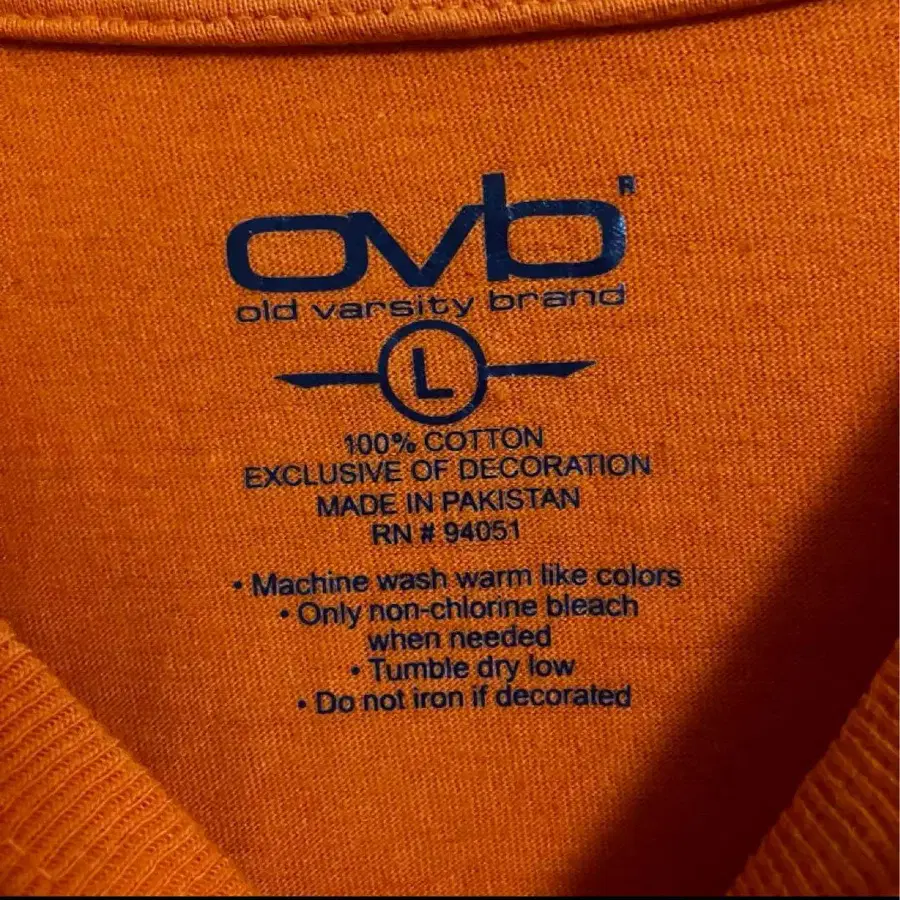 ovb®
old varsity brand
L
100% COTTON
EXCLUSIVE OF DECORATION
MADE IN PAKISTAN
RN # 94051
• Machine wash warm like colors
• Only non-chlorine bleach
when needed
• Tumble dry low
• Do not iron if decorated